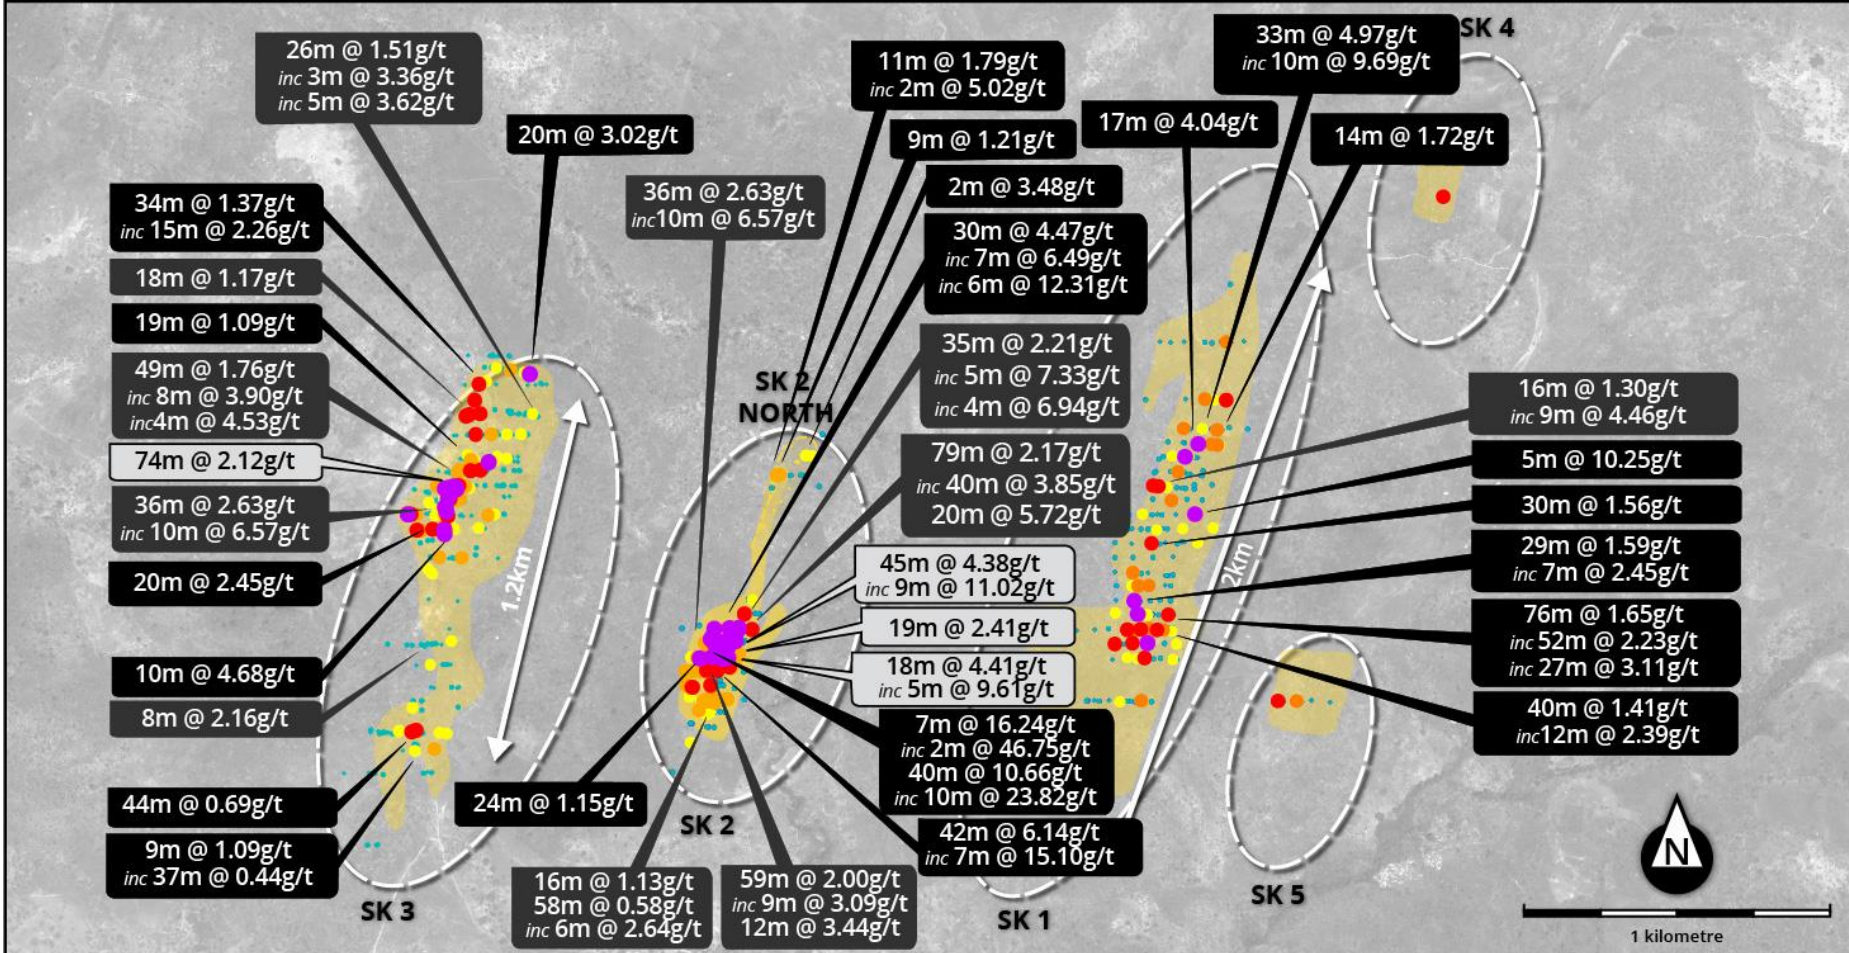 SK 4
26m @ 1.51g/t
inc 3m @ 3.36g/t
inc 5m @ 3.62g/t
20m @ 3.02g/t
11m @ 1.79g/t
inc 2m @ 5.02g/t
9m @ 1.21g/t
2m @ 3.48g/t
33m @ 4.97g/t
inc 10m @ 9.69g/t
17m @ 4.04g/t
14m @ 1.72g/t
34m @ 1.37g/t
inc 15m @ 2.26g/t
18m @ 1.17g/t
19m @ 1.09g/t
49m @ 1.76g/t
inc 8m @ 3.90g/t
inc4m @ 4.53g/t
74m @ 2.12g/t
36m @ 2.63g/t
inc 10m @ 6.57g/t
20m @ 2.45g/t
10m @ 4.68g/t
8m @ 2.16g/t
44m @ 0.69g/t
9m @ 1.09g/t
inc 37m @ 0.44g/t
1.2km
SK 3
36m @ 2.63g/t
inc10m @ 6.57g/t
SK 2
NORTH
30m @ 4.47g/t
inc 7m @ 6.49g/t
inc 6m @ 12.31g/t
35m @ 2.21g/t
inc 5m @ 7.33g/t
inc 4m @ 6.94g/t
79m @ 2.17g/t
inc 40m @ 3.85g/t
20m @ 5.72g/t
45m @ 4.38g/t
inc 9m @ 11.02g/t
19m @ 2.41g/t
18m @ 4.41g/t
inc 5m @ 9.61g/t
7m @ 16.24g/t
inc 2m @ 46.75g/t
40m @ 10.66g/t
inc 10m @ 23.82g/t
42m @ 6.14g/t
inc 7m @ 15.10g/t
24m @ 1.15g/t
SK 2
16m @ 1.13g/t
58m @ 0.58g/t
inc 6m @ 2.64g/t
59m @ 2.00g/t
inc 9m @ 3.09g/t
12m @ 3.44g/t
2km
SK 1
16m @ 1.30g/t
inc 9m @ 4.46g/t
5m @ 10.25g/t
30m @ 1.56g/t
29m @ 1.59g/t
inc 7m @ 2.45g/t
76m @ 1.65g/t
inc 52m @ 2.23g/t
inc 27m @ 3.11g/t
40m @ 1.41g/t
inc12m @ 2.39g/t
SK 5
N
1 kilometre